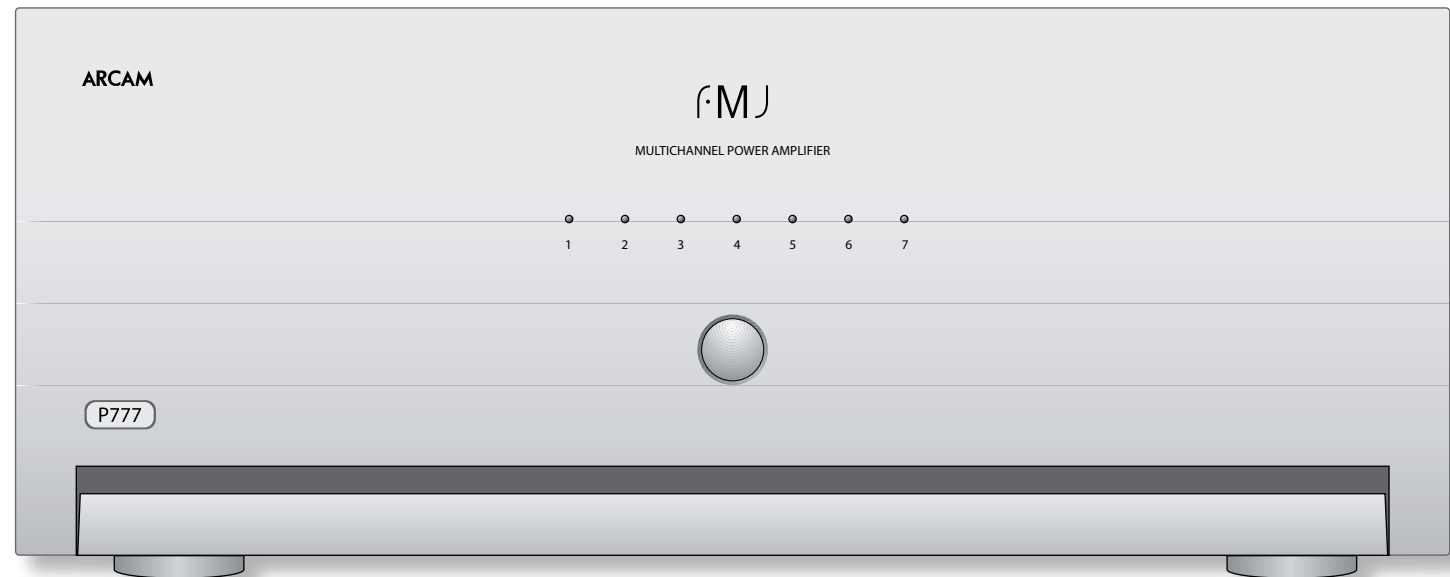 ARCAM
FMJ
MULTICHANNEL POWER AMPLIFIER
1 2 3 4 5 6 7
P777